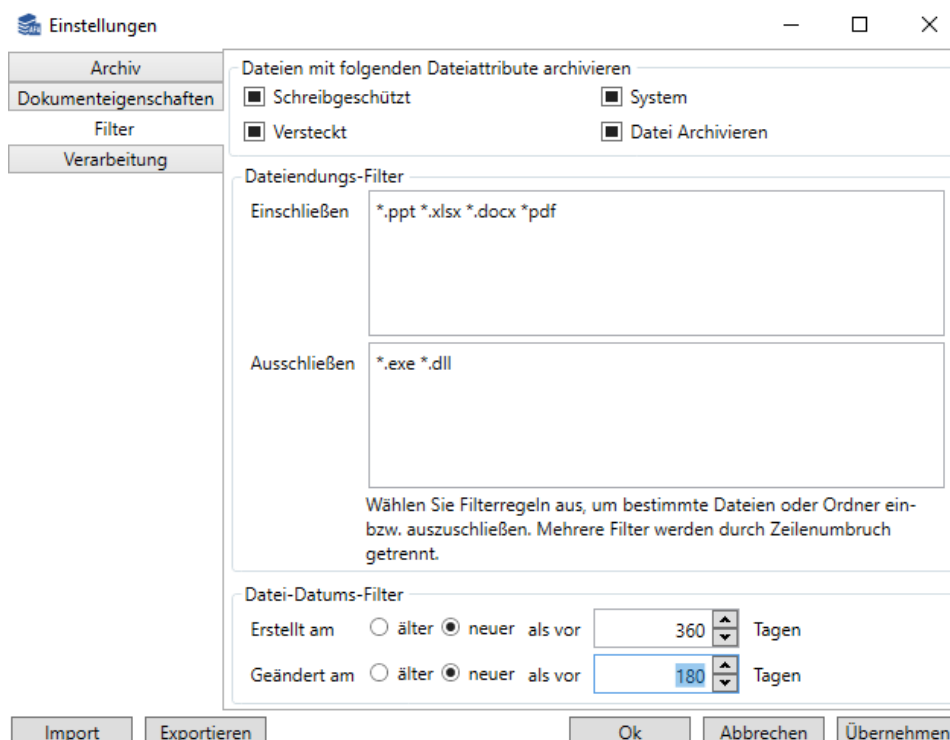 Einstellungen
Archiv
Dokumenteigenschaften
Filter
Verarbeitung
Dateien mit folgenden Dateiattribute archivieren
Schreibgeschützt
System
Versteckt
Datei Archivieren
Dateiendungs-Filter
Einschließen
*.ppt *.xlsx *.docx *pdf
Ausschließen
*.exe *.dll
Wählen Sie Filterregeln aus, um bestimmte Dateien oder Ordner ein-
bzw. auszuschließen. Mehrere Filter werden durch Zeilenumbruch
getrennt.
Datei-Datums-Filter
Erstellt am älter neuer als vor 360 Tagen
Geändert am älter neuer als vor 180 Tagen
Import Exportieren Ok Abbrechen Übernehmen